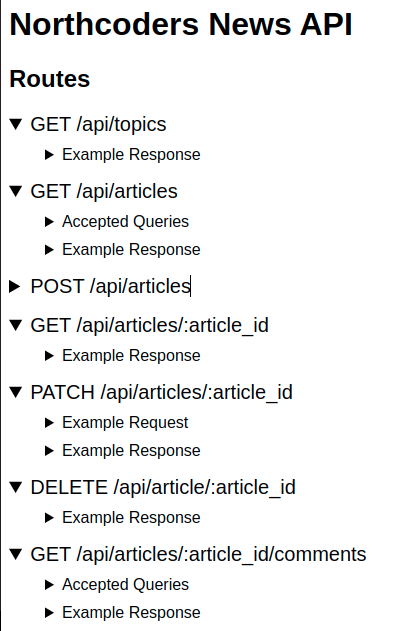 Northcoders News API
Routes
GET /api/topics
Example Response
GET /api/articles
Accepted Queries
Example Response
POST /api/articles
GET /api/articles/:article_id
Example Response
PATCH /api/articles/:article_id
Example Request
Example Response
DELETE /api/article/:article_id
Example Response
GET /api/articles/:article_id/comments
Accepted Queries
Example Response